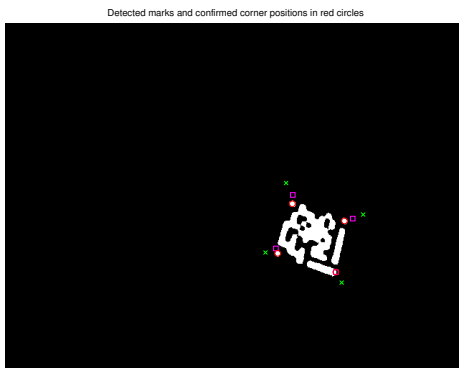 Detected marks and confirmed corner positions in red circles